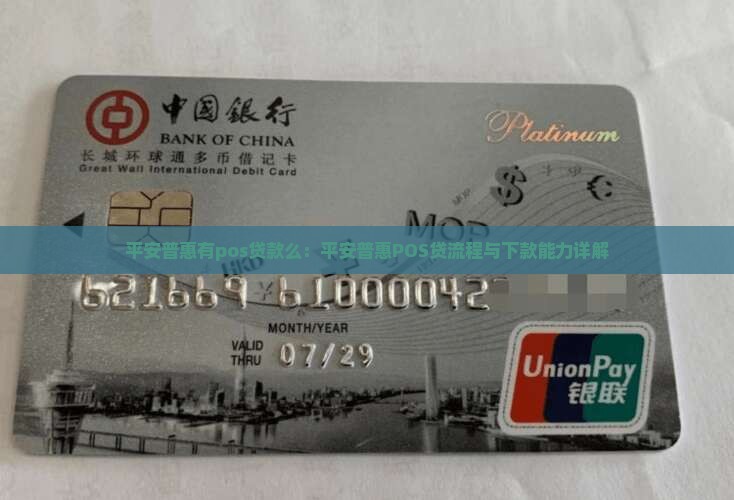 中国银行
BANK OF CHINA
长城环球通多币借记卡
Great Wall International Debit Card
Platinum
MOP
$
€
MOP
平安普惠有pos贷款么：平安普惠POS贷流程与下款能力详解
HKD
621669 61000042
MONTH/YEAR
VALID THRU 07/29
UnionPay
银联